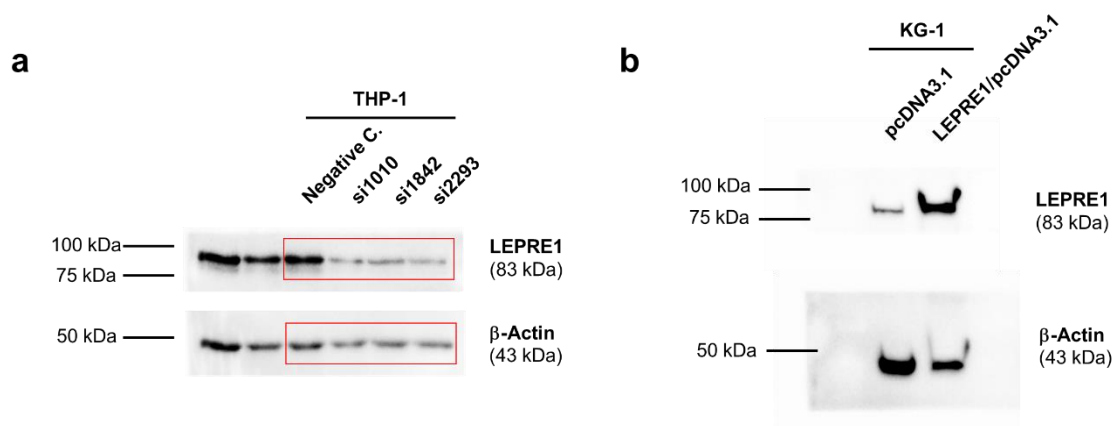 a
THP-1
Negative C.
si1010
si1842
si2293
100 kDa
75 kDa
LEPRE1
(83 kDa)
50 kDa
β-Actin
(43 kDa)
b
KG-1
pcDNA3.1
LEPRE1/pcDNA3.1
100 kDa
75 kDa
LEPRE1
(83 kDa)
50 kDa
β-Actin
(43 kDa)